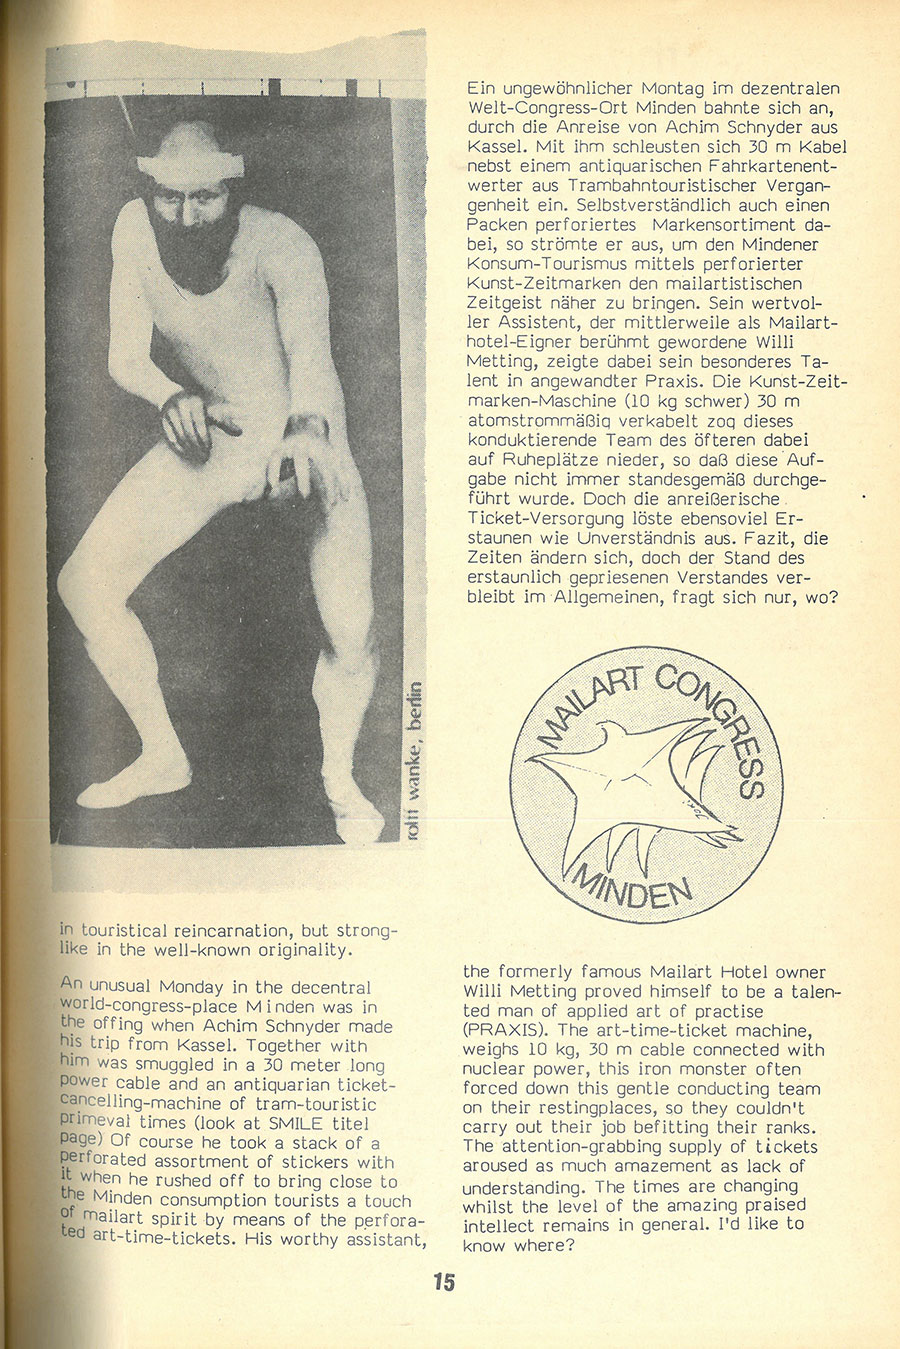 Ein ungewöhnlicher Montag im dezentralen
Welt-Congress-Ort Minden bahnte sich an,
durch die Anreise von Achim Schnyder aus
Kassel. Mit ihm schleusten sich 30 m Kabel
nebst einem antiquarischen Fahrkartenent-
werter aus Trambahntouristischer Vergan-
genheit ein. Selbstverständlich auch einen
Packen perforiertes Markensortiment da-
bei, so strömte er aus, um den Mindener
Konsum-Tourismus mittels perforierter
Kunst-Zeitmarken den mailartistischen
Zeitgeist näher zu bringen. Sein wertvol-
ler Assistent, der mittlerweile als Mailart-
hotel-Eigner berühmt gewordene Willi
Metting, zeigte dabei sein besonderes Ta-
lent in angewandter Praxis. Die Kunst-Zeit-
marken-Maschine (10 kg schwer) 30 m
atomstrommäßig verkabelt zog dieses
konduktierende Team des öfteren dabei
auf Ruheplätze nieder, so daß diese Auf-
gabe nicht immer standesgemäß durchge-
führt wurde. Doch die anreißerische
Ticket-Versorgung löste ebensoviel Er-
staunen wie Unverständnis aus. Fazit, die
Zeiten ändern sich, doch der Stand des
erstaunlich gepriesenen Verstandes ver-
bleibt im Allgemeinen, fragt sich nur, wo?
rolf wanke, berlin
MAILART CONGRESS
MINDEN
in touristical reincarnation, but strong-
like in the well-known originality.
An unusual Monday in the decentral
world-congress-place Minden was in
the offing when Achim Schnyder made
his trip from Kassel. Together with
him was smuggled in a 30 meter long
power cable and an antiquarian ticket-
cancelling-machine of tram-touristic
primeval times (look at SMILE titel
page) Of course he took a stack of a
perforated assortment of stickers with
it when he rushed off to bring close to
the Minden consumption tourists a touch
of mailart spirit by means of the perfora-
ted art-time-tickets. His worthy assistant,
the formerly famous Mailart Hotel owner
Willi Metting proved himself to be a talen-
ted man of applied art of practise
(PRAXIS). The art-time-ticket machine,
weighs 10 kg, 30 m cable connected with
nuclear power, this iron monster often
forced down this gentle conducting team
on their restingplaces, so they couldn't
carry out their job befitting their ranks.
The attention-grabbing supply of tickets
aroused as much amazement as lack of
understanding. The times are changing
whilst the level of the amazing praised
intellect remains in general. I'd like to
know where?
15